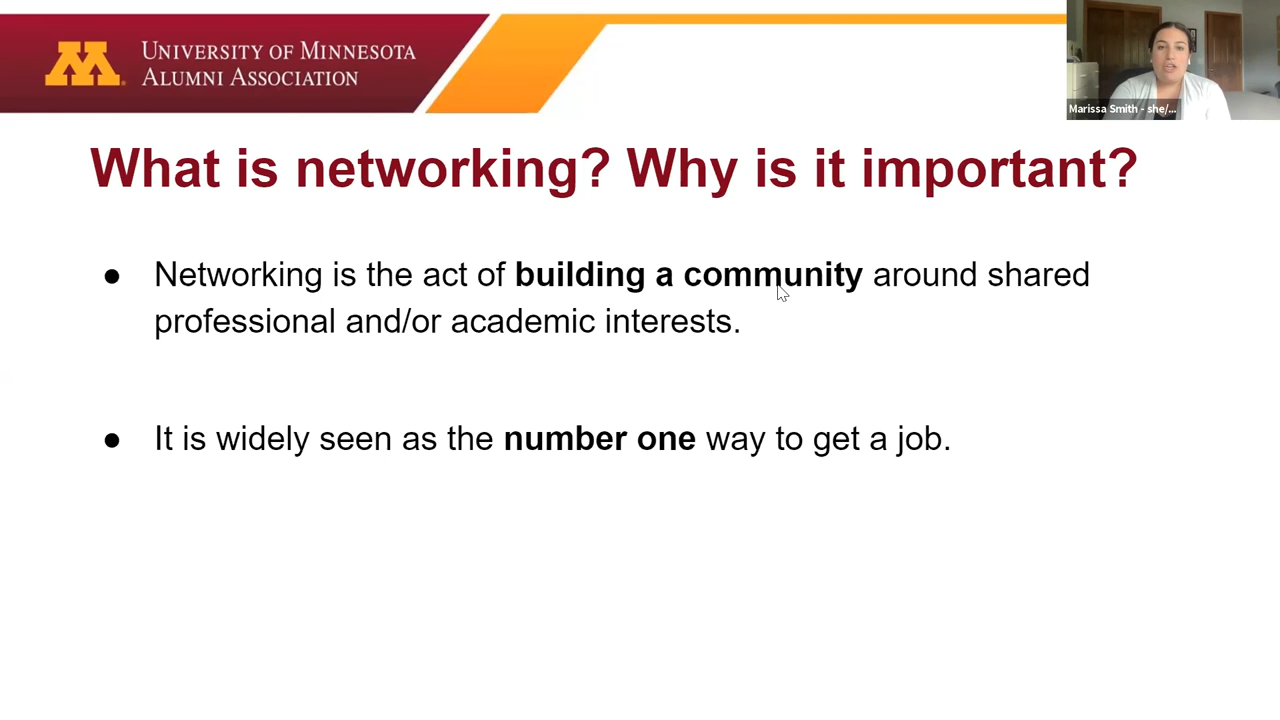 UNIVERSITY OF MINNESOTA
ALUMNI ASSOCIATION
Marissa Smith - she/...
What is networking? Why is it important?
● Networking is the act of building a community around shared
professional and/or academic interests.
● It is widely seen as the number one way to get a job.